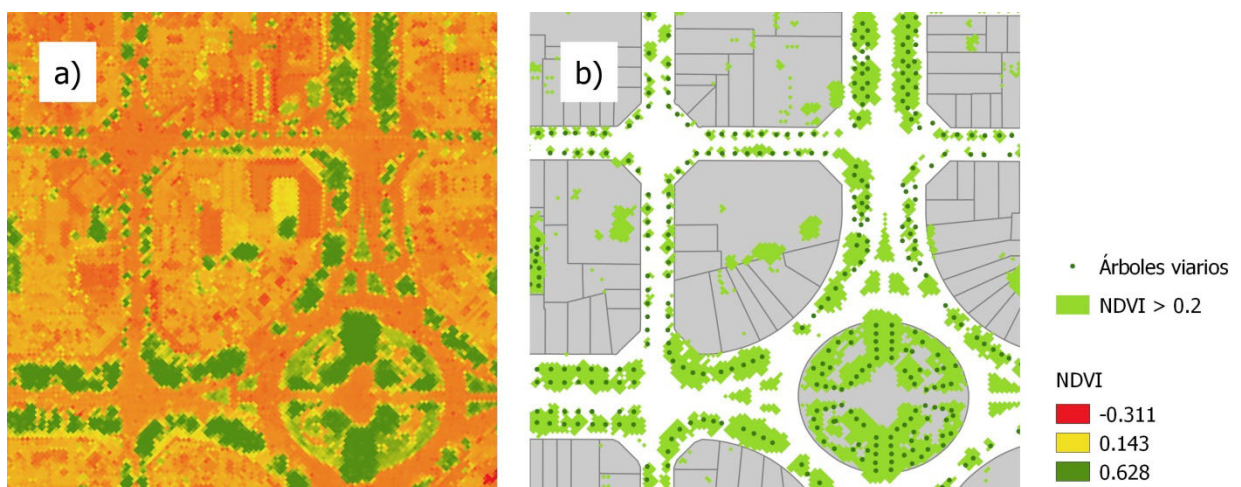 a)
b)
Árboles viarios
NDVI > 0.2
NDVI
-0.311
0.143
0.628